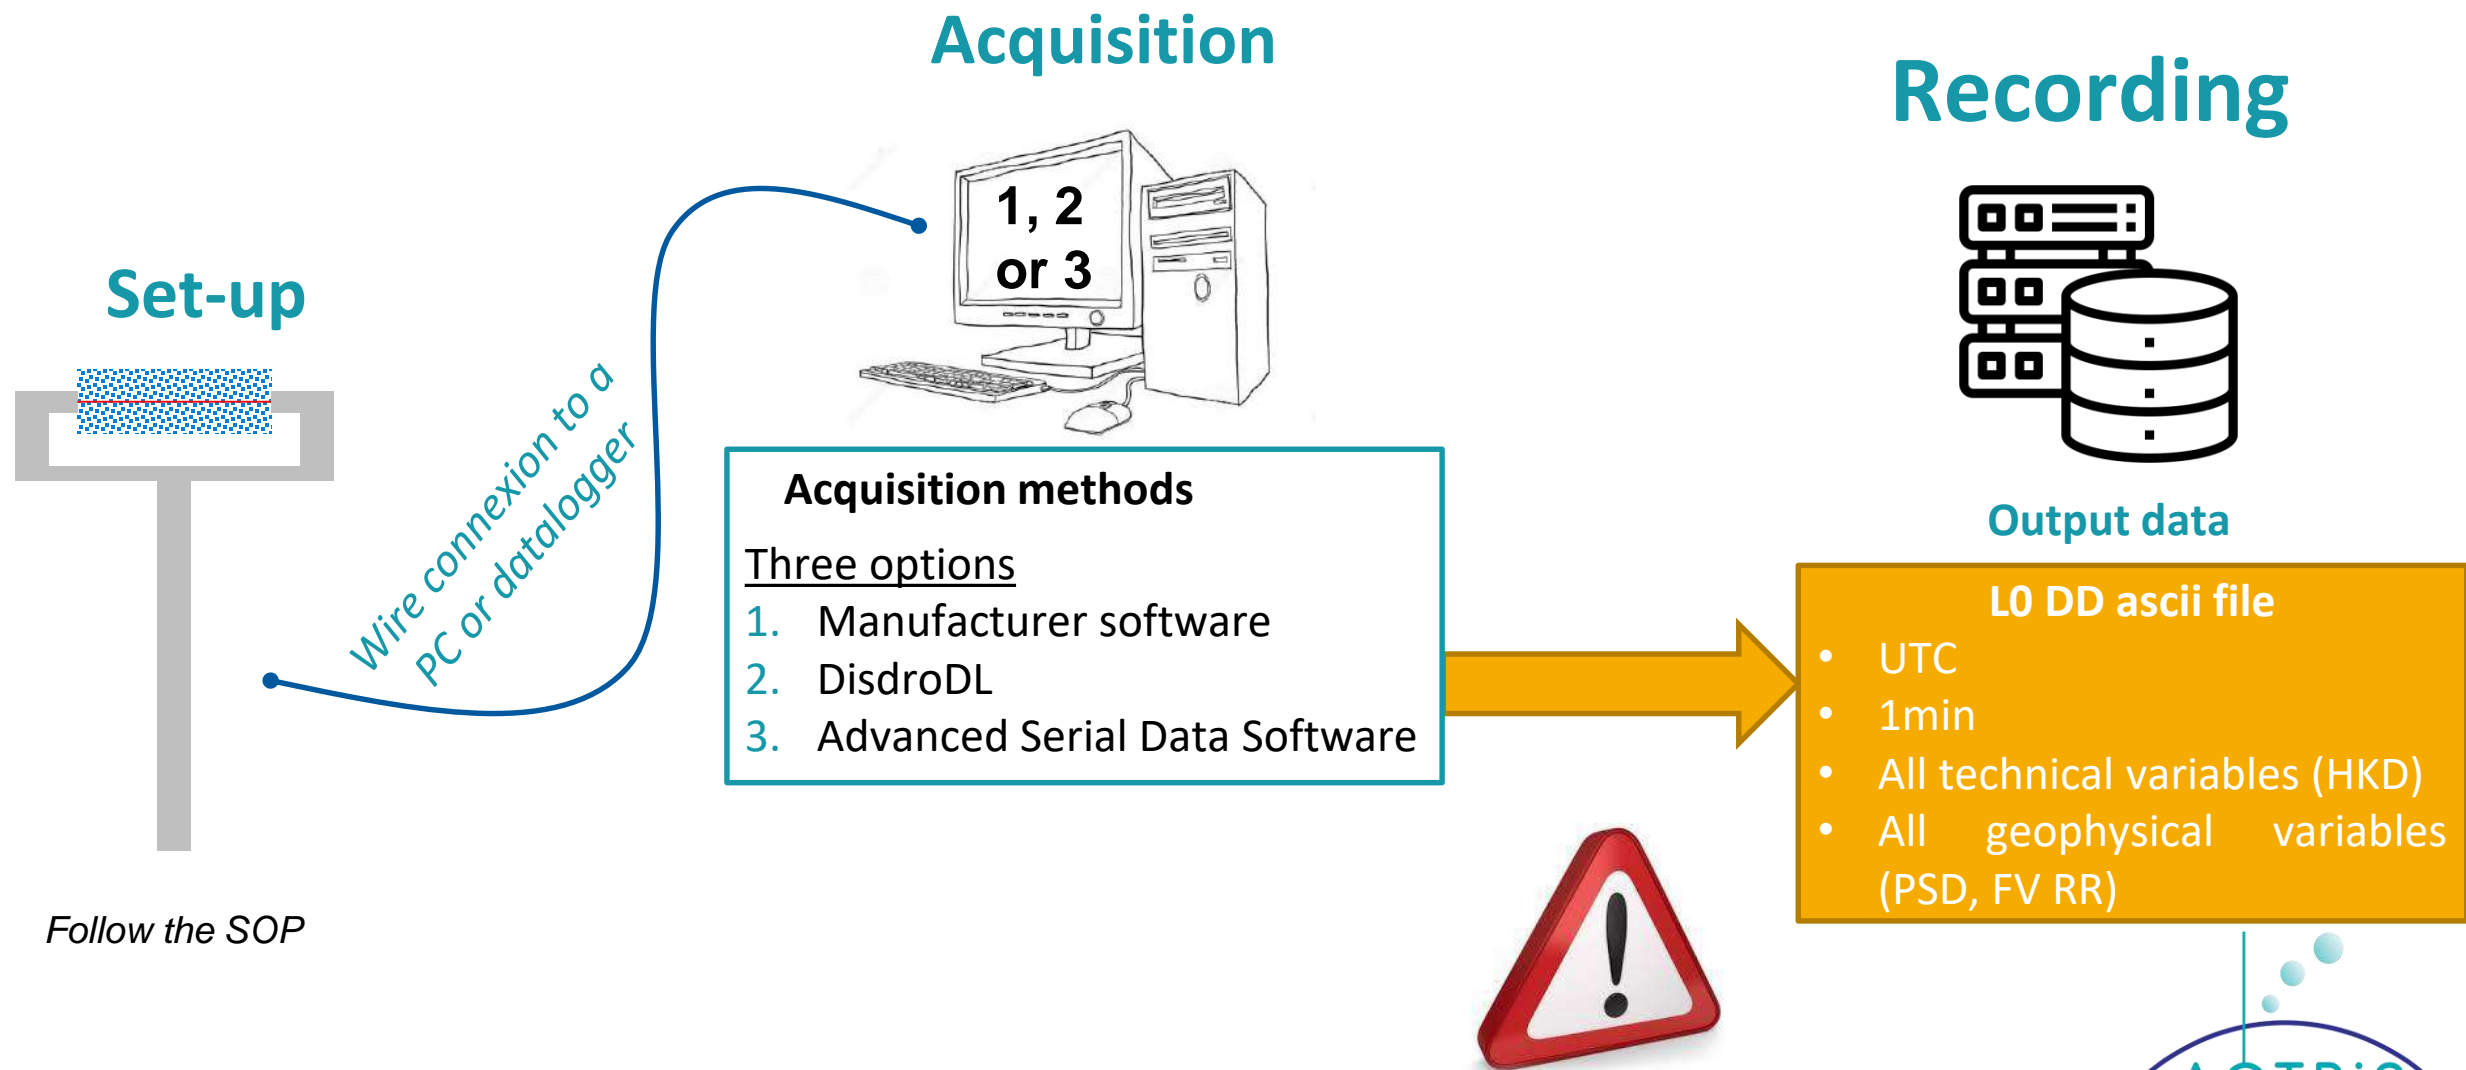 Acquisition
Recording
Set-up
1, 2
or 3
Wire connexion to a
PC or datalogger
Acquisition methods
Three options
1. Manufacturer software
2. DisdroDL
3. Advanced Serial Data Software
Output data
L0 DD ascii file
• UTC
• 1min
• All technical variables (HKD)
• All geophysical variables
(PSD, FV RR)
Follow the SOP